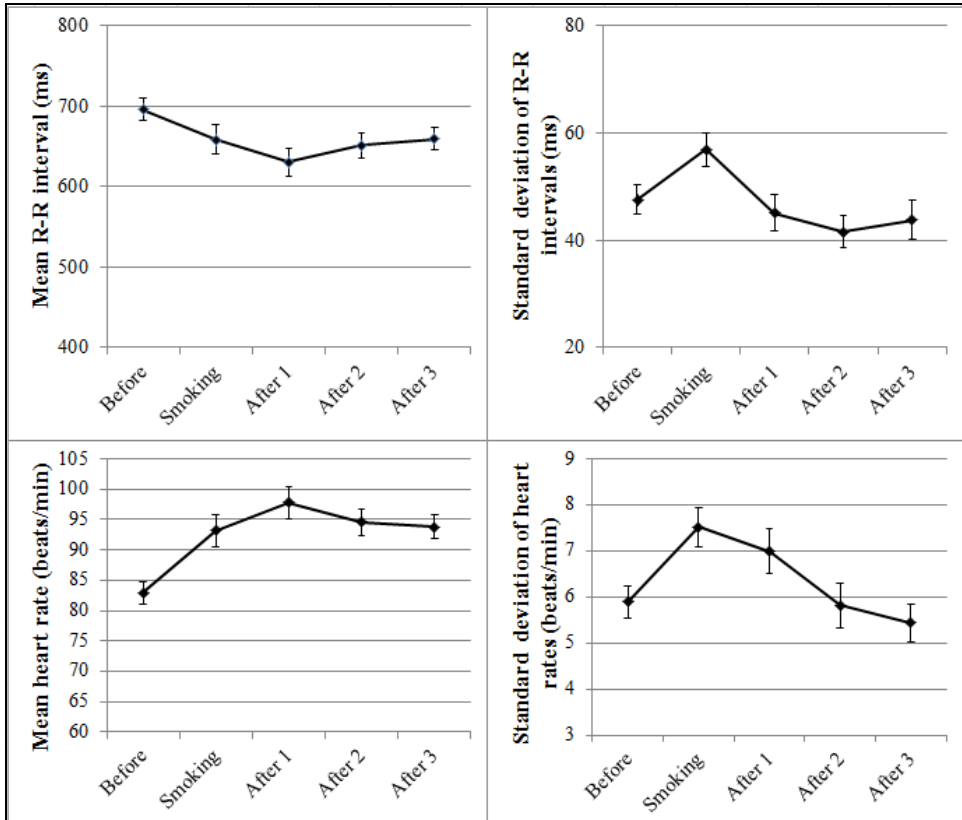 Mean R-R interval (ms)
800
700
600
500
400
Before
Smoking
After 1
After 2
After 3
Standard deviation of R-R
intervals (ms)
80
60
40
20
Before
Smoking
After 1
After 2
After 3
Mean heart rate (beats/min)
105
100
95
90
85
80
75
70
65
60
Before
Smoking
After 1
After 2
After 3
Standard deviation of heart
rates (beats/min)
9
8
7
6
5
4
3
Before
Smoking
After 1
After 2
After 3